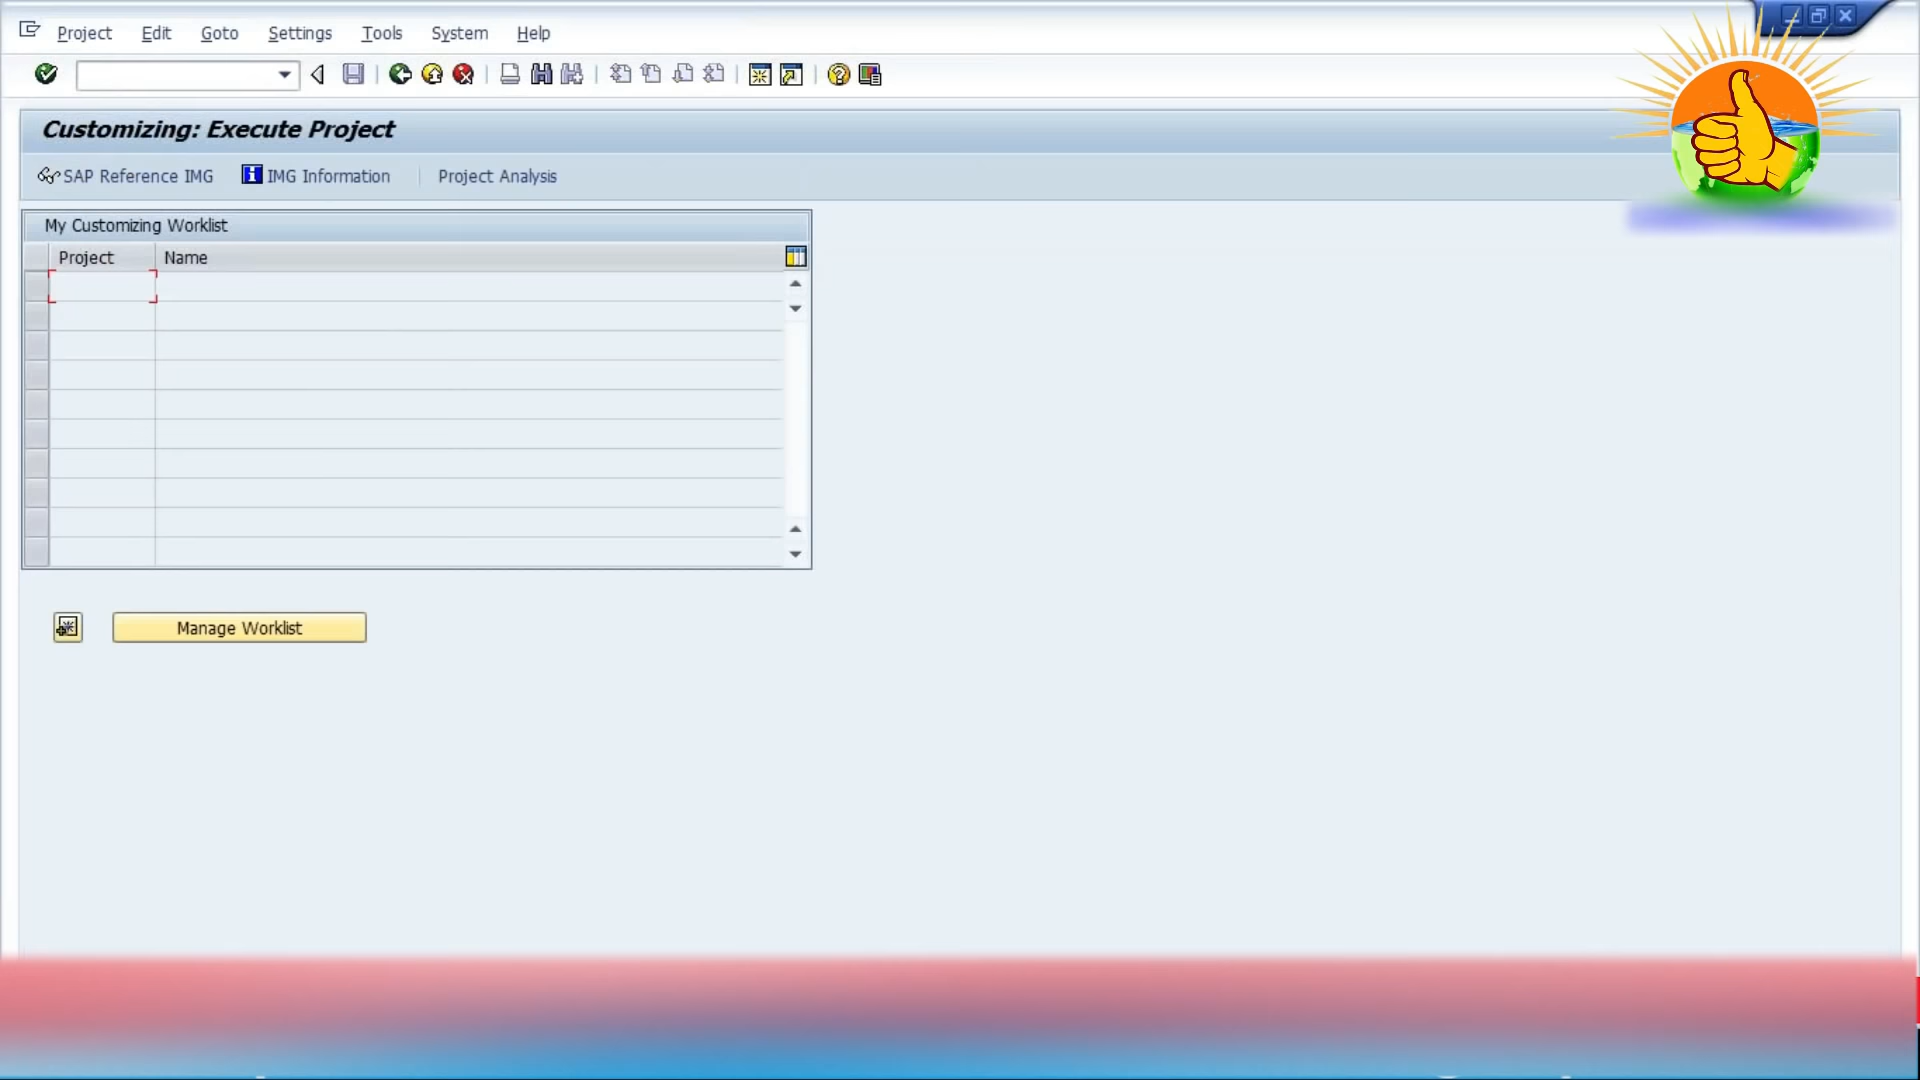 Project Edit Goto Settings Tools System Help
Customizing: Execute Project
SAP Reference IMG IMG Information Project Analysis
My Customizing Worklist
Project Name
Manage Worklist